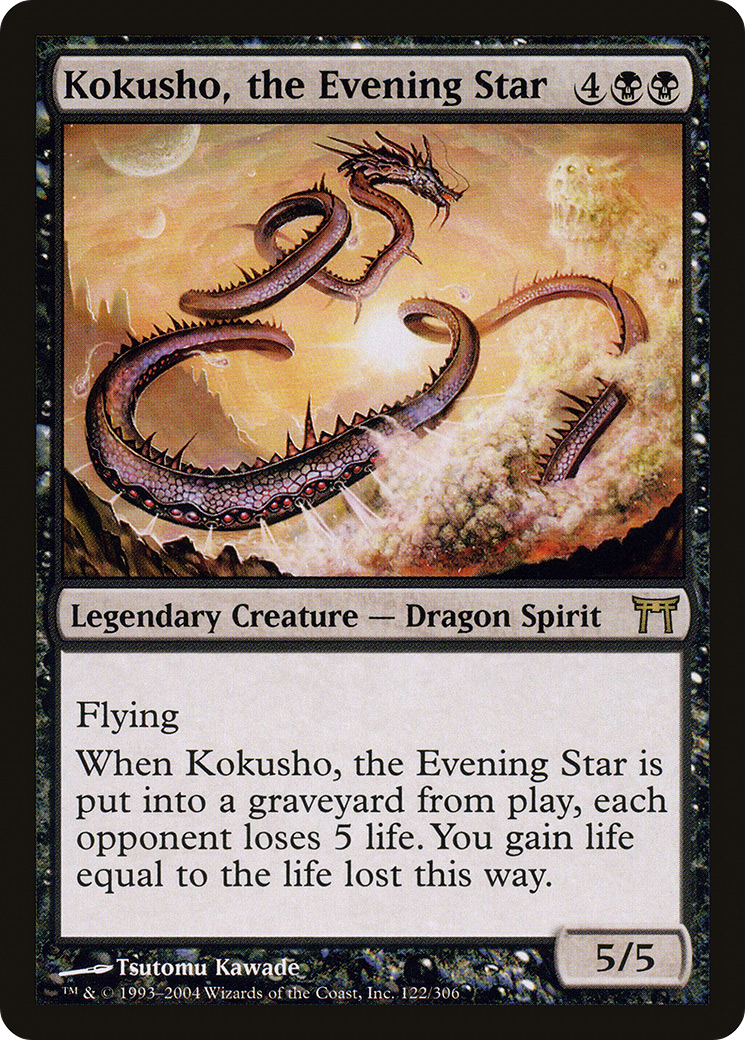 Kokusho, the Evening Star 4
Legendary Creature — Dragon Spirit
Flying
When Kokusho, the Evening Star is
put into a graveyard from play, each
opponent loses 5 life. You gain life
equal to the life lost this way.
5/5
Tsutomu Kawade
™ & © 1993–2004 Wizards of the Coast, Inc. 122/306